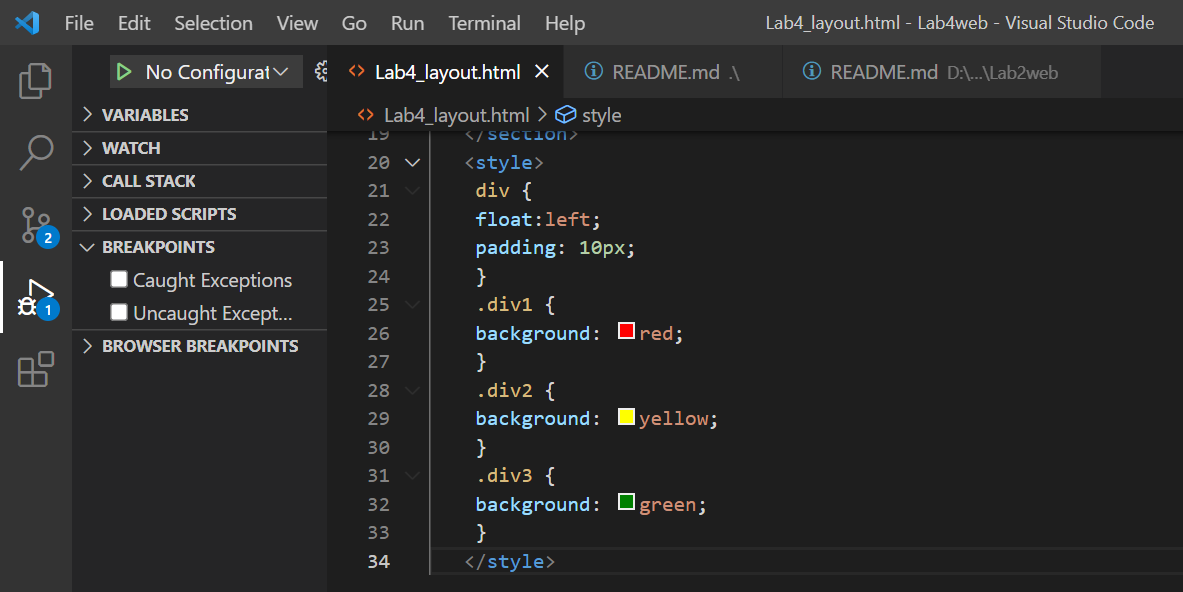 File Edit Selection View Go Run Terminal Help Lab4_layout.html - Lab4web - Visual Studio Code
No Configurat Lab4_layout.html README.md .\ README.md D:\...\Lab2web
Lab4_layout.html > style
VARIABLES
WATCH
CALL STACK
LOADED SCRIPTS
BREAKPOINTS
Caught Exceptions
Uncaught Except...
BROWSER BREAKPOINTS
2
1
19 </section>
20 <style>
21 div {
22 float:left;
23 padding: 10px;
24 }
25 .div1 {
26 background: red;
27 }
28 .div2 {
29 background: yellow;
30 }
31 .div3 {
32 background: green;
33 }
34 </style>